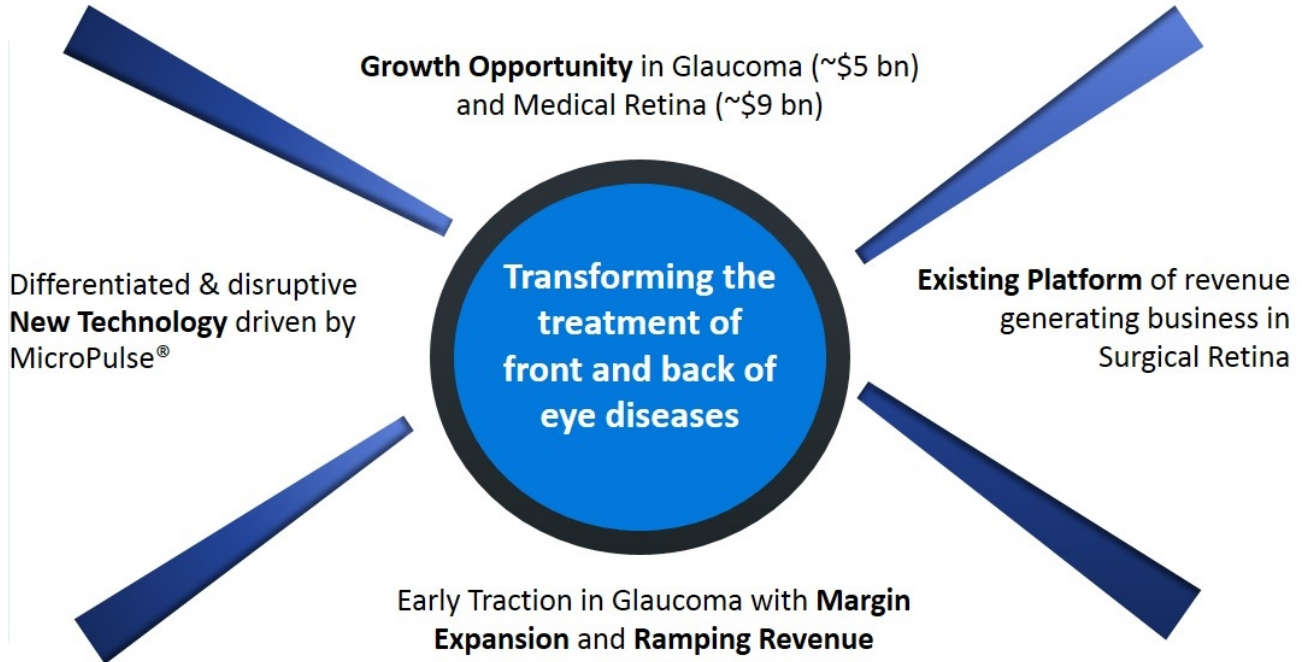 Growth Opportunity in Glaucoma (~$5 bn)
and Medical Retina (~$9 bn)
Differentiated & disruptive
New Technology driven by
MicroPulse®
Transforming the
treatment of
front and back of
eye diseases
Existing Platform of revenue
generating business in
Surgical Retina
Early Traction in Glaucoma with Margin
Expansion and Ramping Revenue